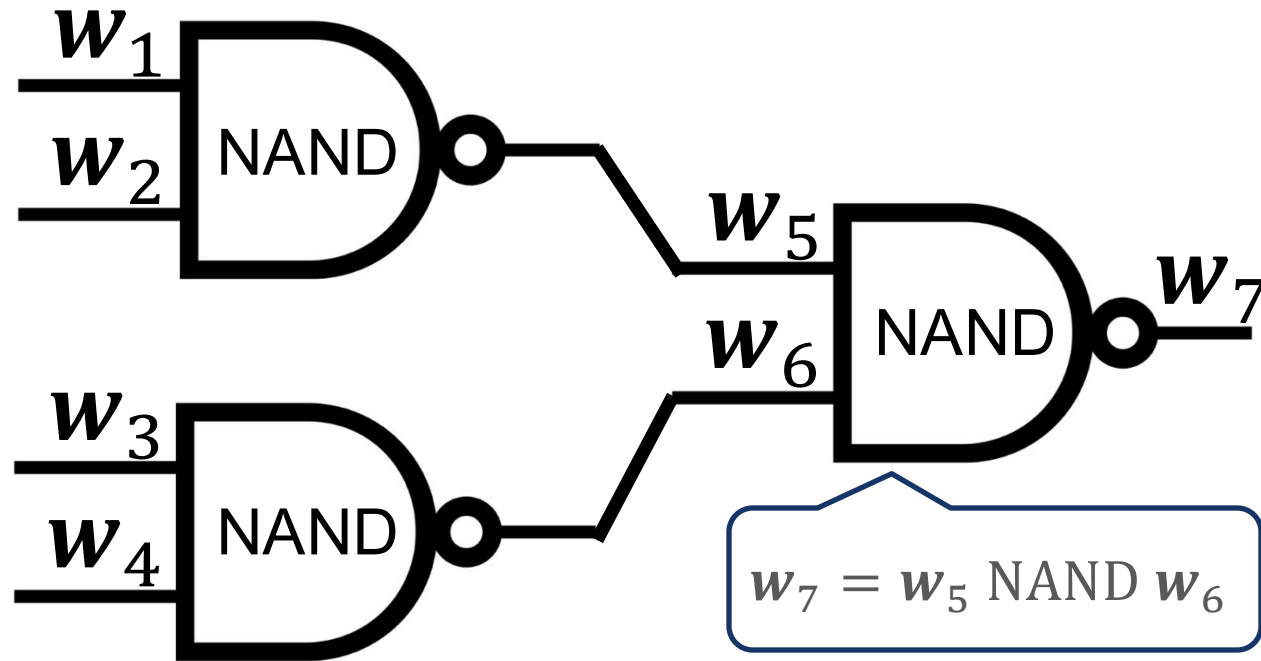 w₁
NAND
w₂
w₅
w₇
NAND
w₆
w₃
NAND
w₄
w₇ = w₅ NAND w₆